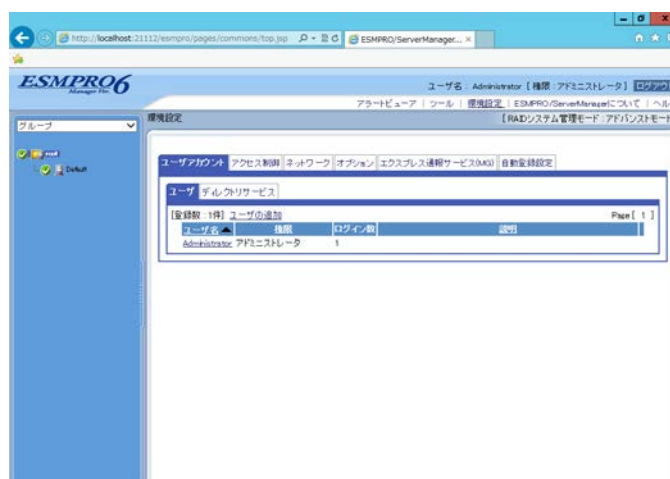 http://localhost:21112/esmpro/pages/commons/top.jsp
ESMPRO/ServerManager...
ESMPRO6
Manager
ユーザ名 : Administrator [権限 : アドミニストレータ] ログアウ
アラートビューア | ツール | 環境設定 | ESMPRO/ServerManagerについて | ヘル
グループ
環境設定
[RAIDシステム管理モード : アドバンストモード
root
Default
ユーザアカウント アクセス制御 ネットワーク オプション エクスプレス通報サービス(MG) 自動登録設定
ユーザ ディレクトリサービス
[登録数 : 1件] ユーザの追加 Page [ 1 ]
ユーザ名 権限 ログイン数 説明
Administrator アドミニストレータ 1